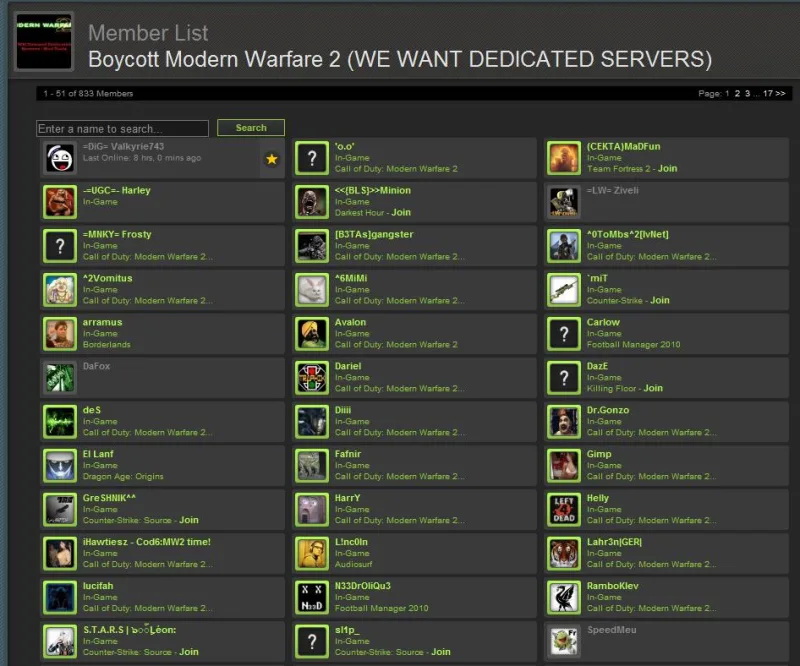 Member List
Boycott Modern Warfare 2 (WE WANT DEDICATED SERVERS)
1 - 51 of 833 Members
Page: 1 2 3 ... 17 >>
Enter a name to search...
Search
=DiG= Valkyrie743
Last Online: 8 hrs, 0 mins ago
'o.o'
In-Game
Call of Duty: Modern Warfare 2
(CEKTA)MaDFun
In-Game
Team Fortress 2 - Join
-=UGC=- Harley
In-Game
<<{BLS}>>Minion
In-Game
Darkest Hour - Join
=LW= Ziveli
=MNKY= Frosty
In-Game
Call of Duty: Modern Warfare 2...
[B3TAs]gangster
In-Game
Call of Duty: Modern Warfare 2...
^0ToMbs^2[IvNet]
In-Game
Call of Duty: Modern Warfare 2...
^2Vomitus
In-Game
Call of Duty: Modern Warfare 2...
^6MiMi
In-Game
Call of Duty: Modern Warfare 2...
`miT
In-Game
Counter-Strike - Join
arramus
In-Game
Borderlands
Avalon
In-Game
Call of Duty: Modern Warfare 2
Carlow
In-Game
Football Manager 2010
DaFox
Dariel
In-Game
Call of Duty: Modern Warfare 2...
DazE
In-Game
Killing Floor - Join
deS
In-Game
Call of Duty: Modern Warfare 2...
Diiii
In-Game
Call of Duty: Modern Warfare 2...
Dr.Gonzo
In-Game
Call of Duty: Modern Warfare 2...
El Lanf
In-Game
Dragon Age: Origins
Fafnir
In-Game
Call of Duty: Modern Warfare 2...
Gimp
In-Game
Call of Duty: Modern Warfare 2...
GreSHNIK^^
In-Game
Counter-Strike: Source - Join
HarrY
In-Game
Call of Duty: Modern Warfare 2...
LEFT
DEAD
Helly
In-Game
Call of Duty: Modern Warfare 2...
iHawtiesz - Cod6:MW2 time!
In-Game
Call of Duty: Modern Warfare 2...
L!nc0ln
In-Game
Audiosurf
Lahr3n|GER|
In-Game
Call of Duty: Modern Warfare 2...
lucifah
In-Game
Call of Duty: Modern Warfare 2...
X X
N33D
N33DrOliQu3
In-Game
Football Manager 2010
RamboKlev
In-Game
Call of Duty: Modern Warfare 2...
S.T.A.R.S |
In-Game
Counter-Strike: Source - Join
sl1p_
In-Game
Counter-Strike: Source - Join
SpeedMeu